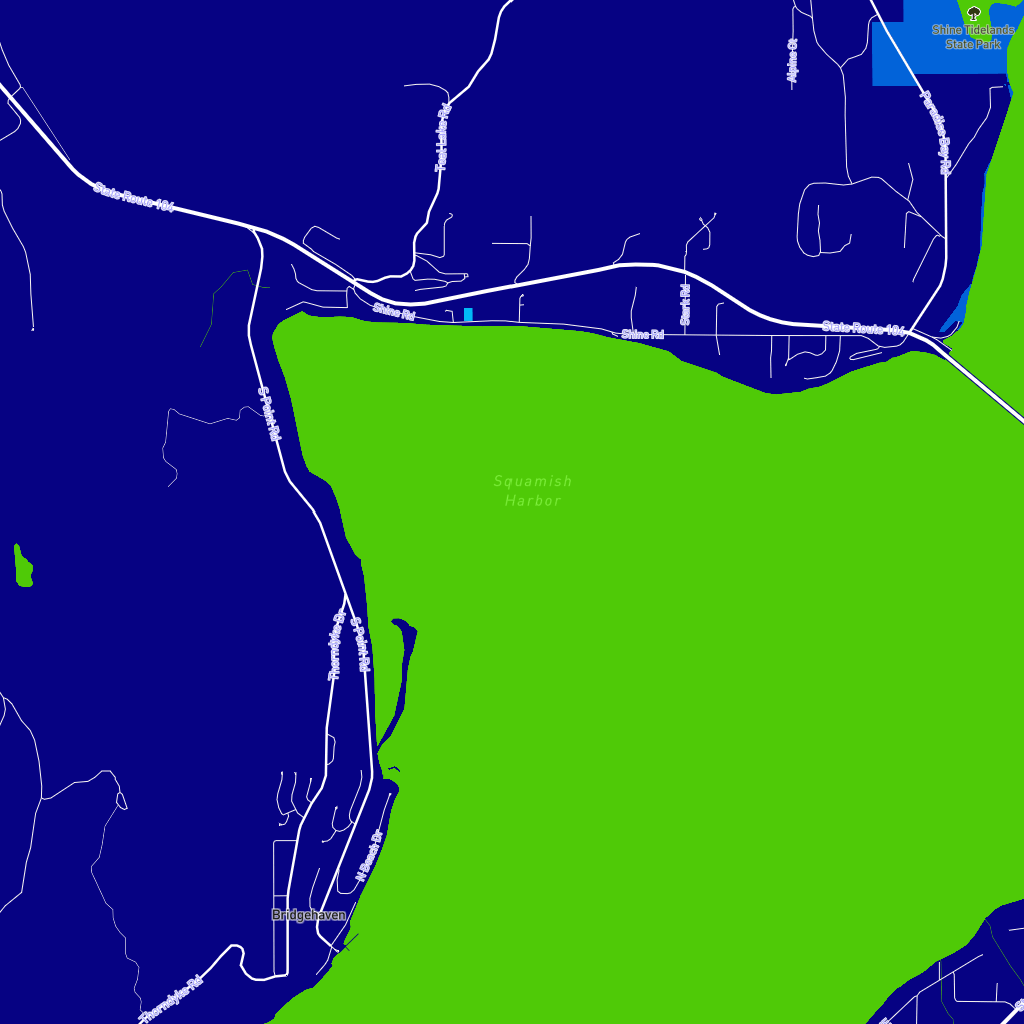 Shine Tidelands
State Park
Alpine Ct
Paradise Bay Rd
Teal Lake Rd
State Route 104
Stark Rd
Shine Rd
Shine Rd
State Route 104
S Point Rd
Squamish
Harbor
Thorndyke Dr
S Point Rd
N Beach Dr
Bridgehaven
Thorndyke Rd